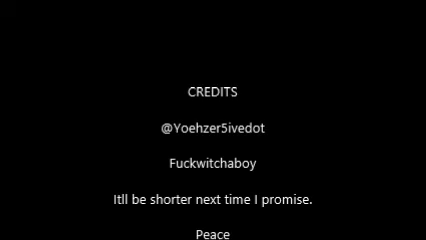 CREDITS
@Yoehzer5ivedot
Fuckwitchaboy
Itll be shorter next time I promise.
Peace